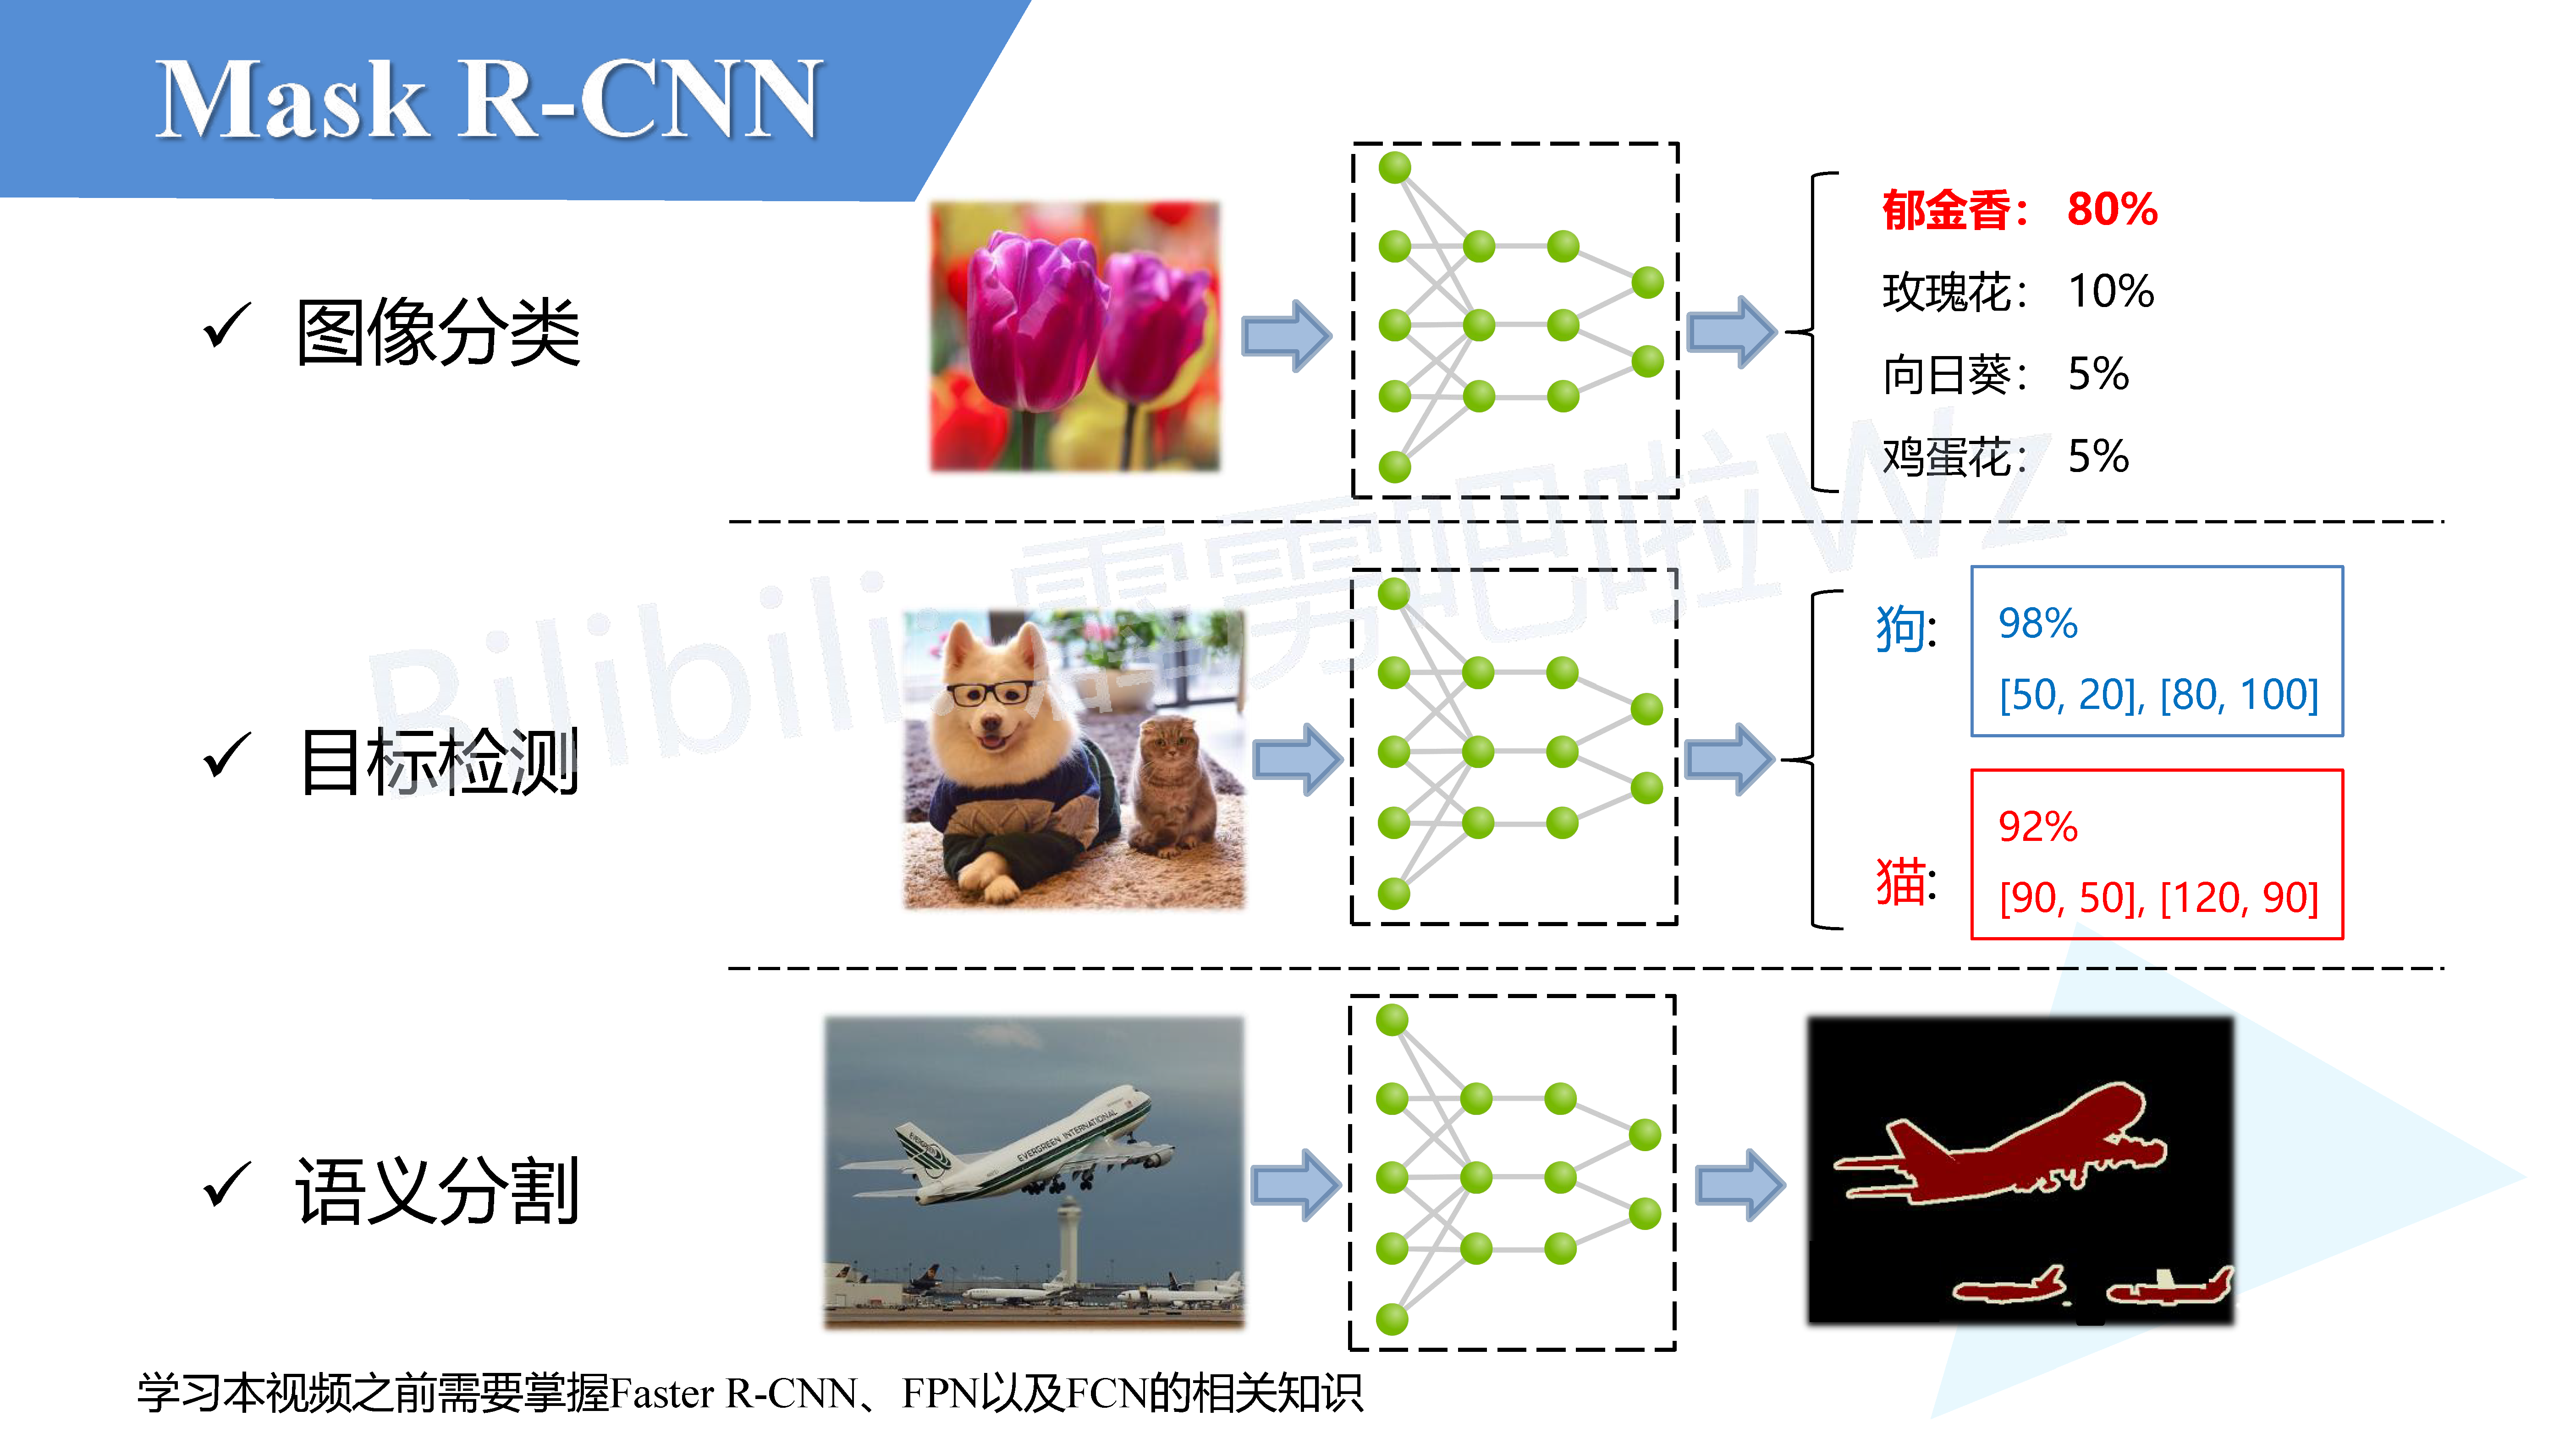 Mask R-CNN
图像分类
郁金香： 80%
玫瑰花： 10%
向日葵： 5%
鸡蛋花： 5%
Bilibili: 霹雳吧啦Wz
目标检测
狗:
98%
[50, 20], [80, 100]
猫:
92%
[90, 50], [120, 90]
语义分割
EVERGREEN INTERNATIONAL
学习本视频之前需要掌握Faster R-CNN、FPN以及FCN的相关知识